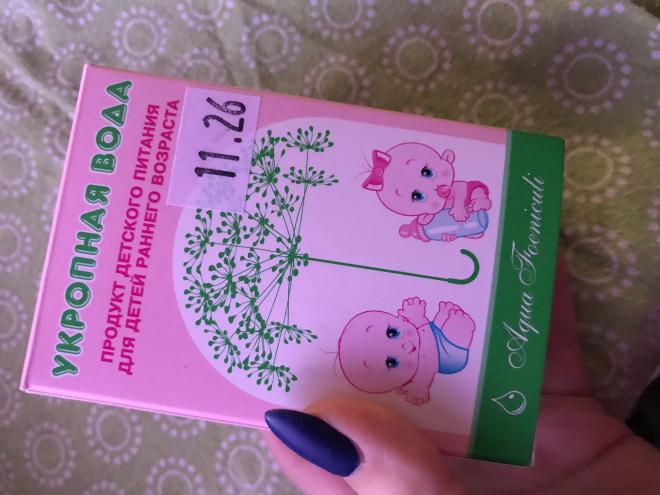 УКРОПНАЯ ВОДА
ПРОДУКТ ДЕТСКОГО ПИТАНИЯ
ДЛЯ ДЕТЕЙ РАННЕГО ВОЗРАСТА
11.26
Aqua Foeniculi